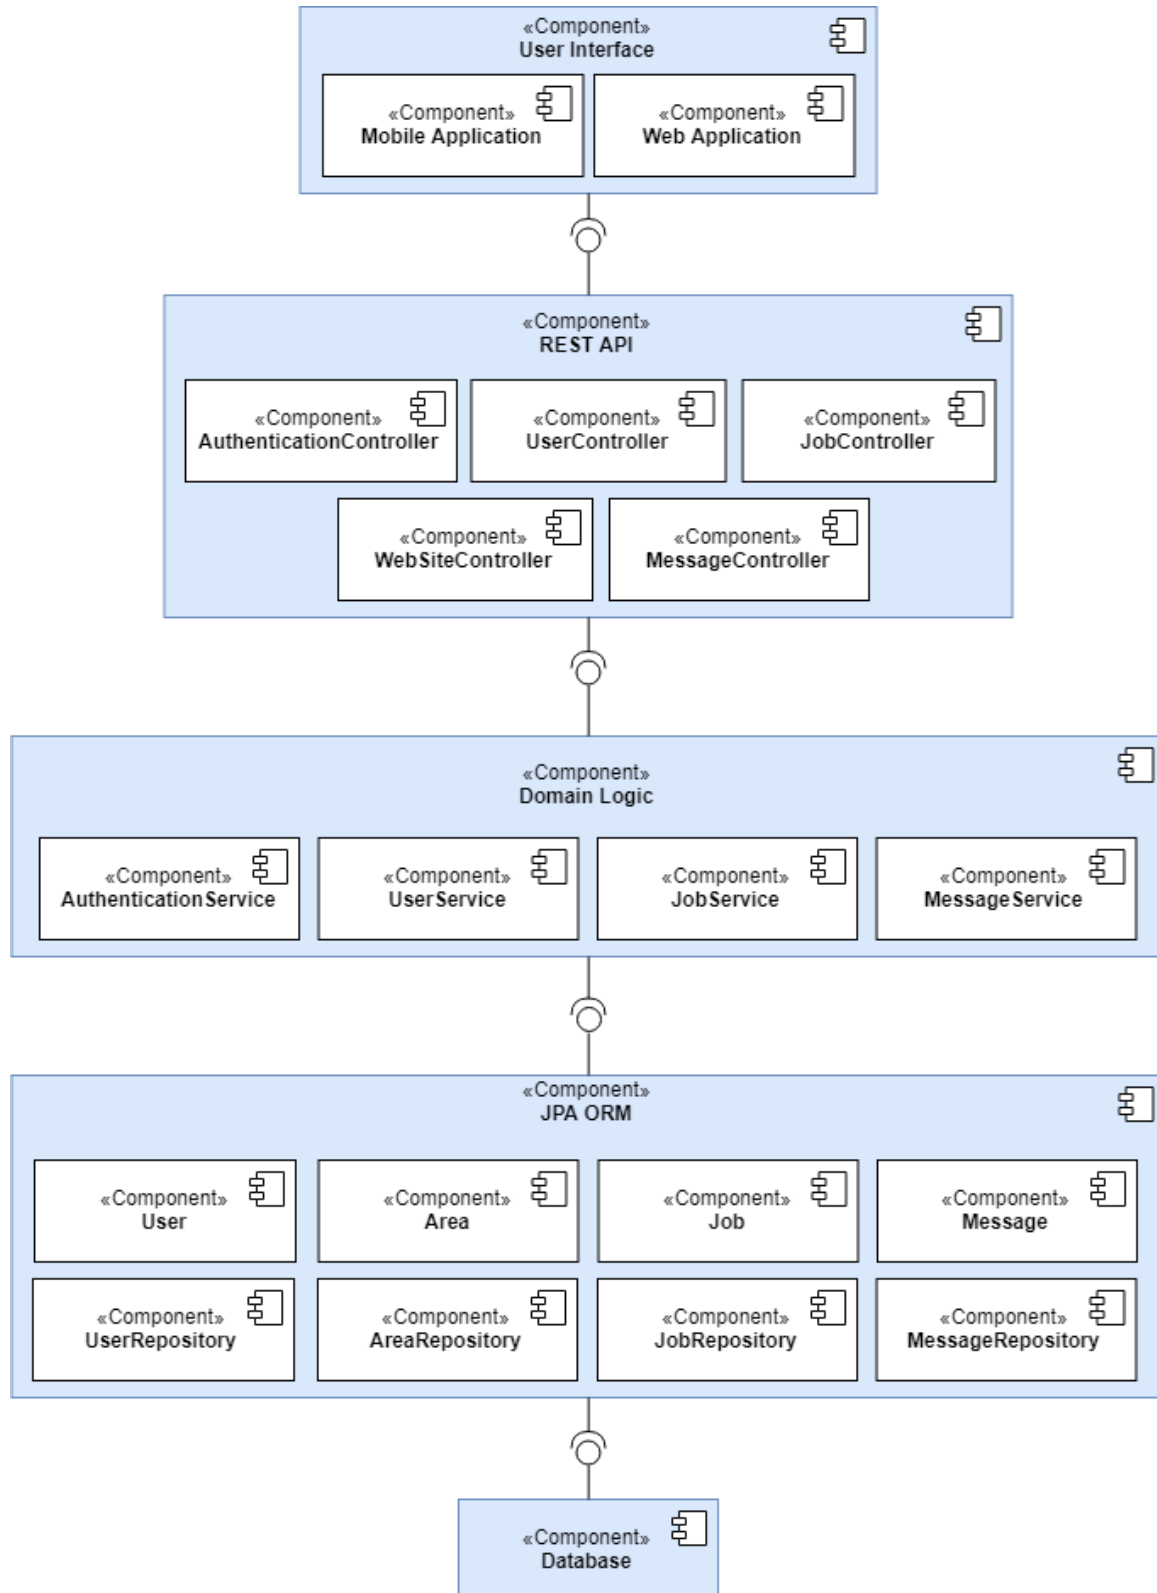 «Component»
User Interface
«Component»
Mobile Application
«Component»
Web Application
«Component»
REST API
«Component»
AuthenticationController
«Component»
UserController
«Component»
JobController
«Component»
WebSiteController
«Component»
MessageController
«Component»
Domain Logic
«Component»
AuthenticationService
«Component»
UserService
«Component»
JobService
«Component»
MessageService
«Component»
JPA ORM
«Component»
User
«Component»
Area
«Component»
Job
«Component»
Message
«Component»
UserRepository
«Component»
AreaRepository
«Component»
JobRepository
«Component»
MessageRepository
«Component»
Database